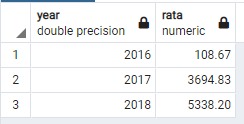 year rata
double precision numeric
1 2016 108.67
2 2017 3694.83
3 2018 5338.20